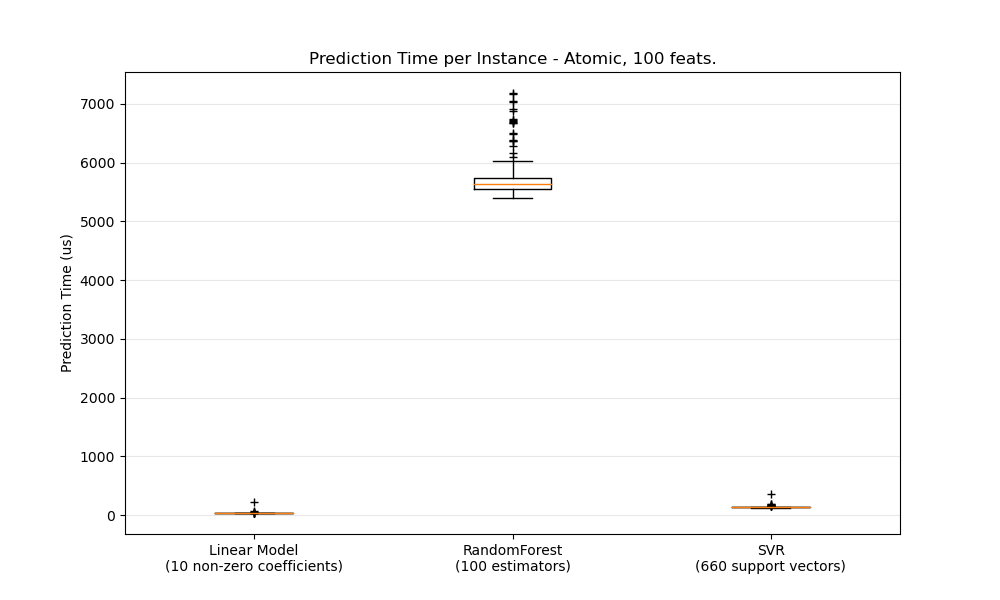 Prediction Time per Instance - Atomic, 100 feats.
Prediction Time (us)
7000
6000
5000
4000
3000
2000
1000
0
Linear Model
(10 non-zero coefficients)
RandomForest
(100 estimators)
SVR
(660 support vectors)